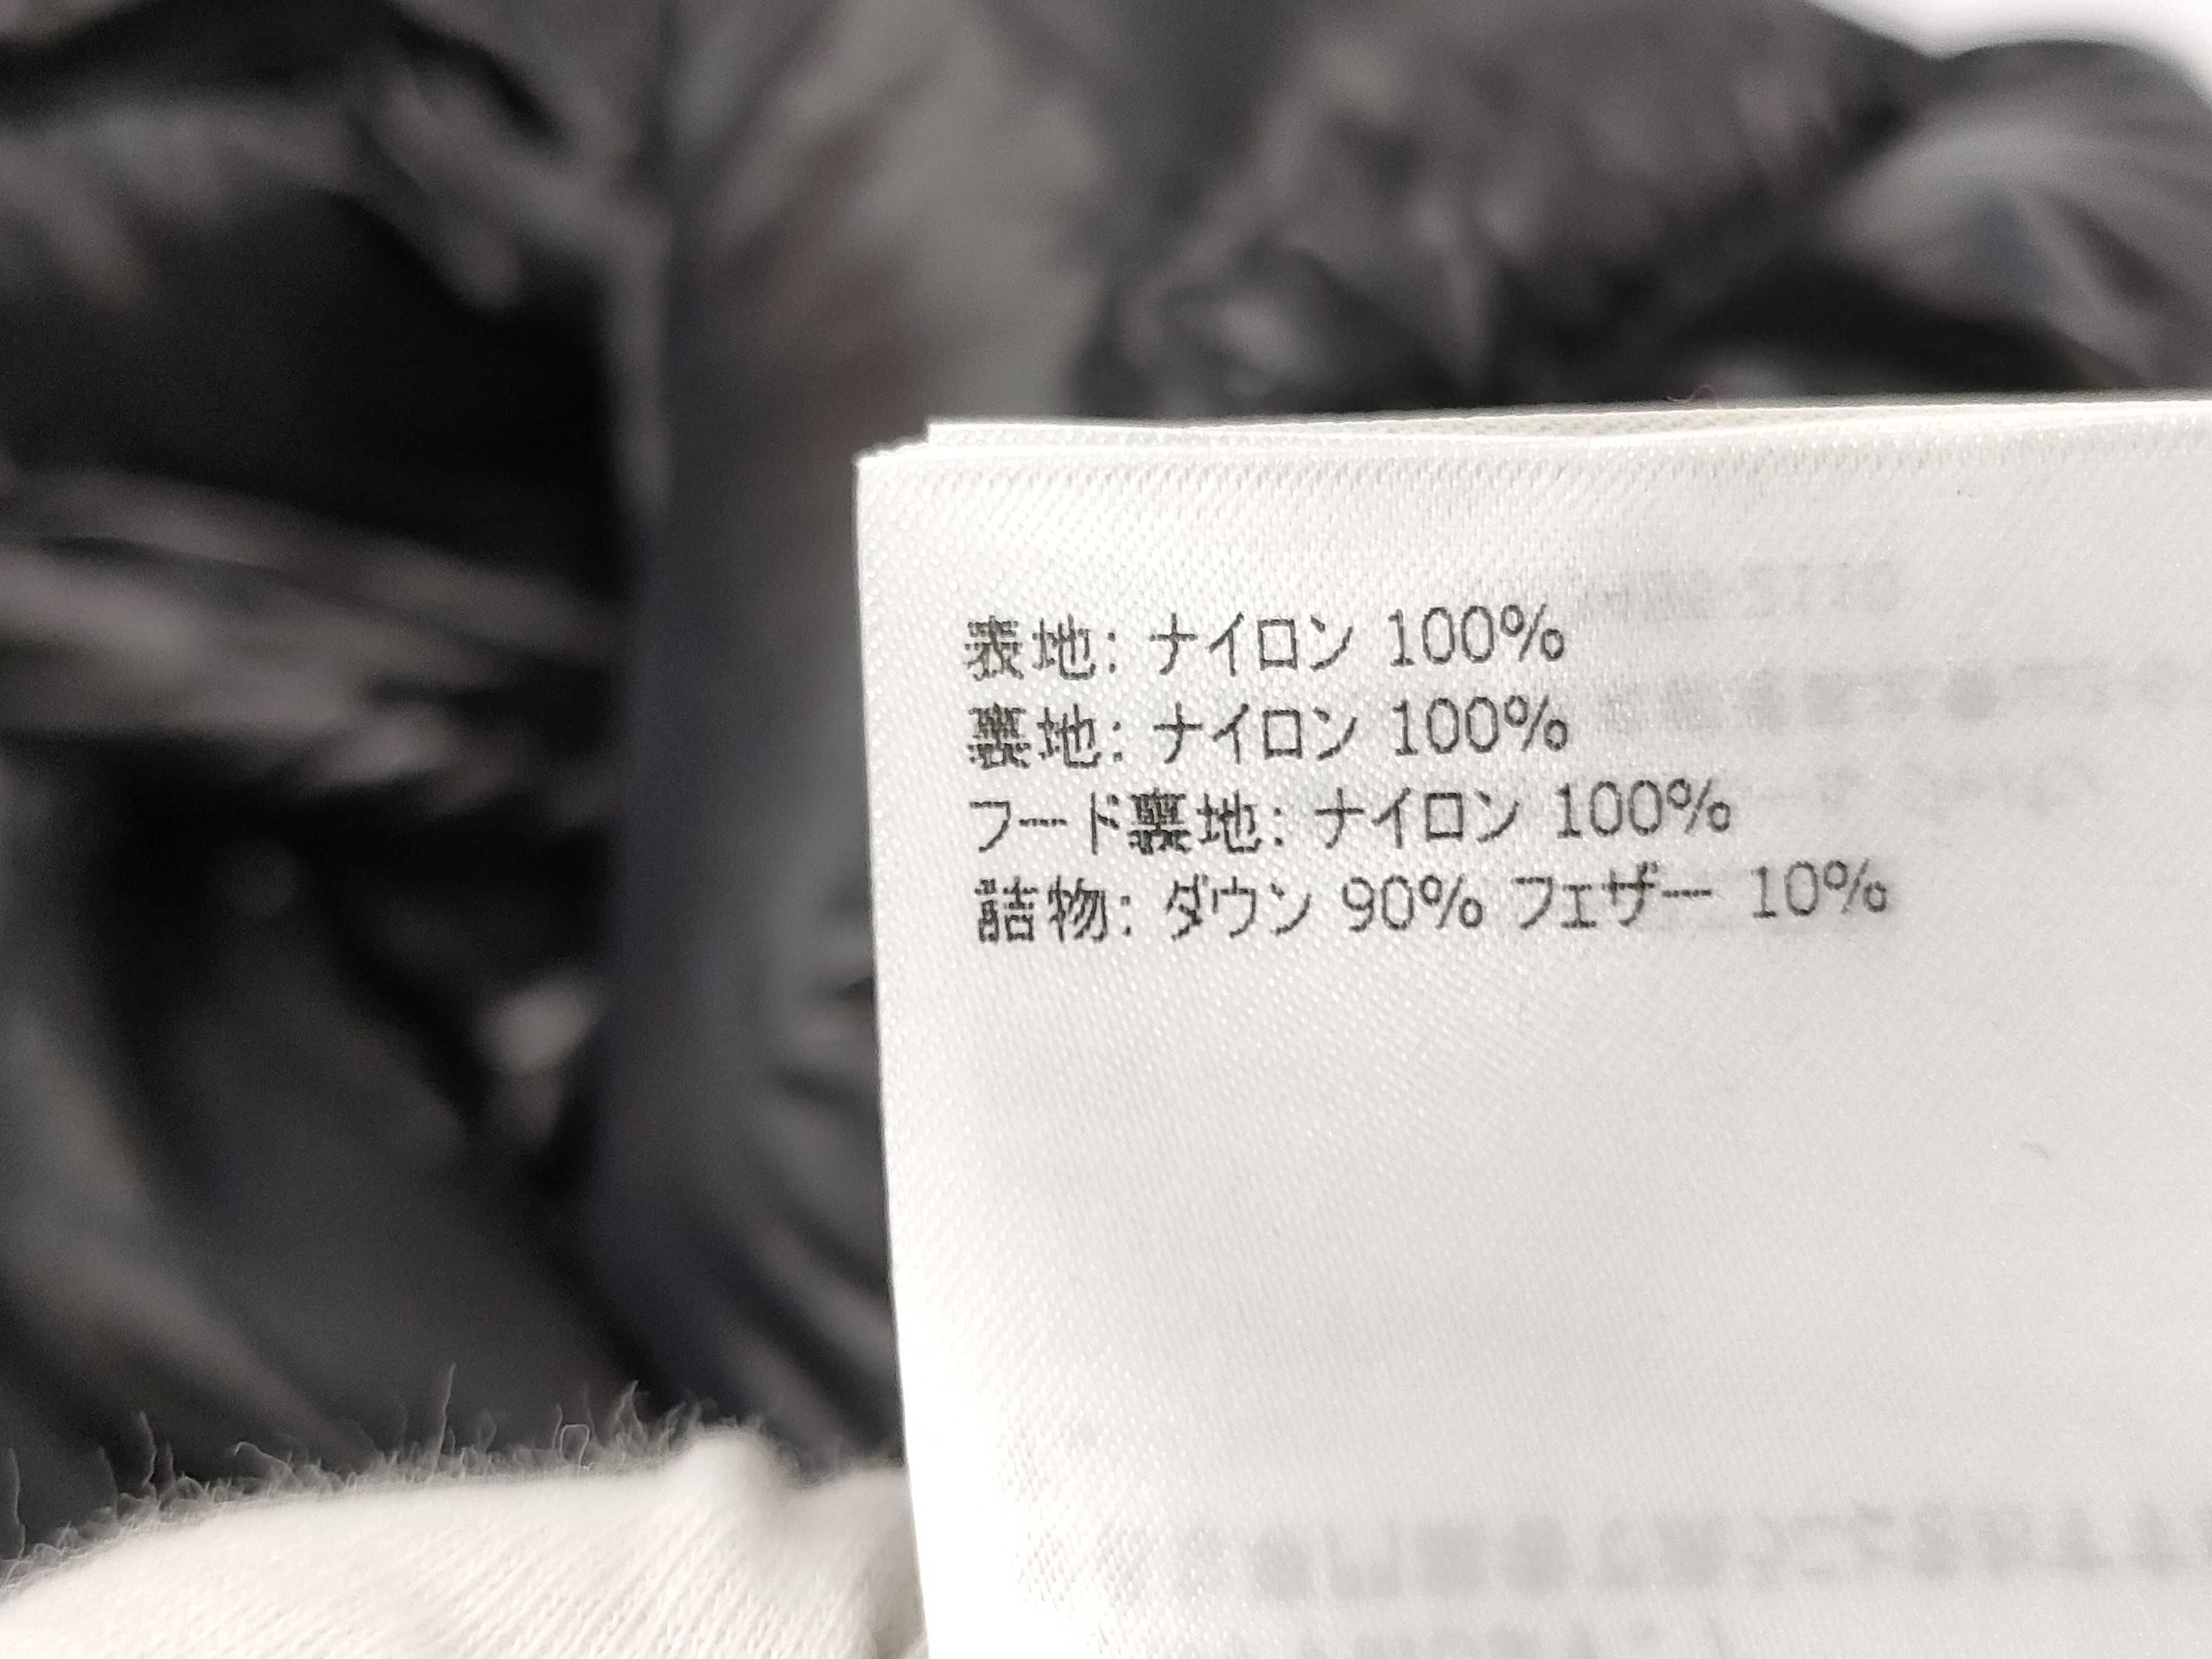 表地: ナイロン 100%
裏地: ナイロン 100%
フード裏地: ナイロン 100%
詰物: ダウン 90% フェザー 10%